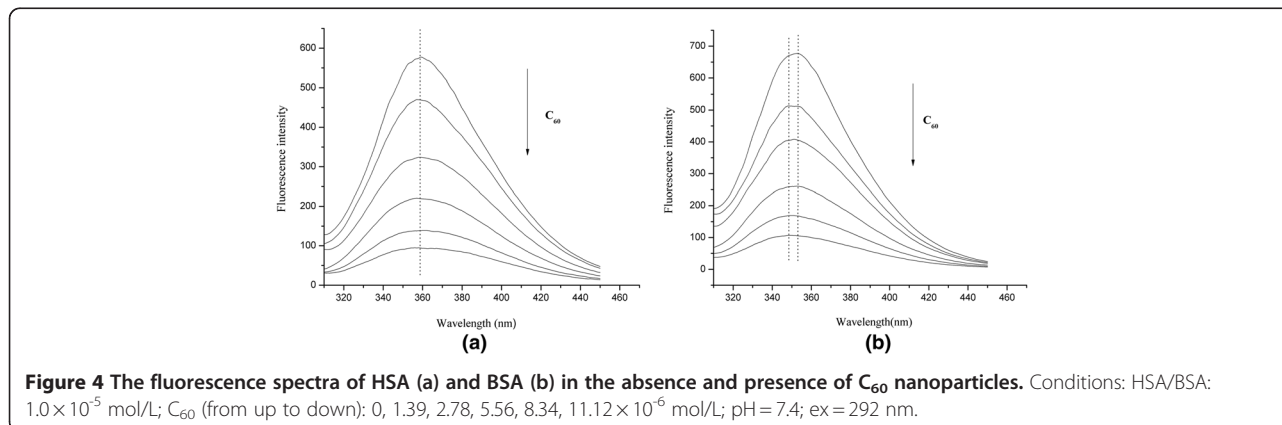 600
500
400
300
200
100
0
Fluorescence intensity
C60
320 340 360 380 400 420 440 460
Wavelength (nm)
(a)
700
600
500
400
300
200
100
0
Fluorescence intensity
C60
320 340 360 380 400 420 440 460
Wavelength(nm)
(b)
Figure 4 The fluorescence spectra of HSA (a) and BSA (b) in the absence and presence of C60 nanoparticles. Conditions: HSA/BSA:
1.0 × 10-5 mol/L; C60 (from up to down): 0, 1.39, 2.78, 5.56, 8.34, 11.12 × 10-6 mol/L; pH = 7.4; ex = 292 nm.